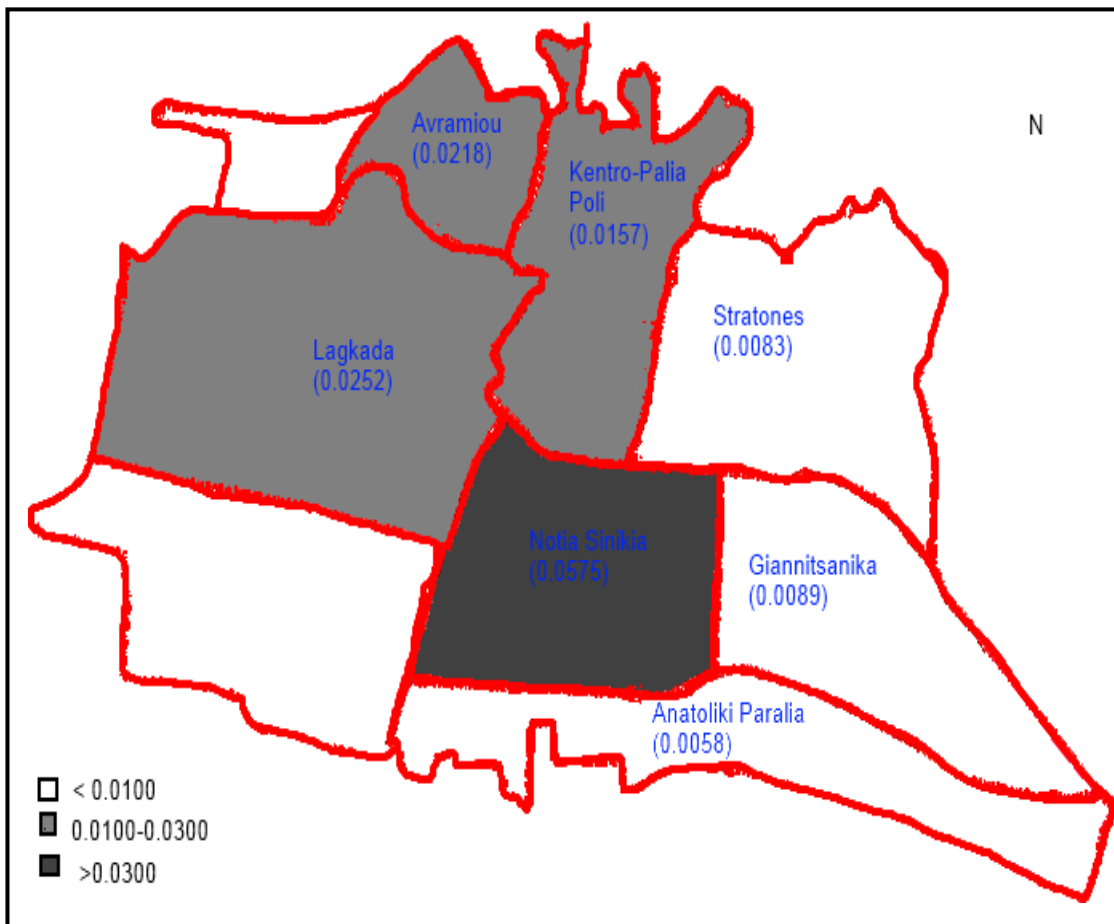 Avramiou
(0.0218)
N
Kentro-Palia
Poli
(0.0157)
Stratones
(0.0083)
Lagkada
(0.0252)
Notia Sinikia
(0.0575)
Giannitsanika
(0.0089)
Anatoliki Paralia
(0.0058)
< 0.0100
0.0100-0.0300
>0.0300